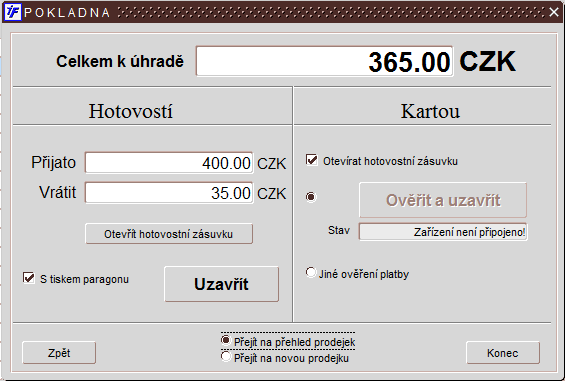 POKLADNA
Celkem k úhradě 365.00 CZK
Hotovostí
Přijato 400.00 CZK
Vrátit 35.00 CZK
Otevřít hotovostní zásuvku
S tiskem paragonu
Uzavřít
Kartou
Otevírat hotovostní zásuvku
Ověřit a uzavřít
Stav Zařízení není připojeno!
Jiné ověření platby
Zpět
Přejít na přehled prodejek
Přejít na novou prodejku
Konec